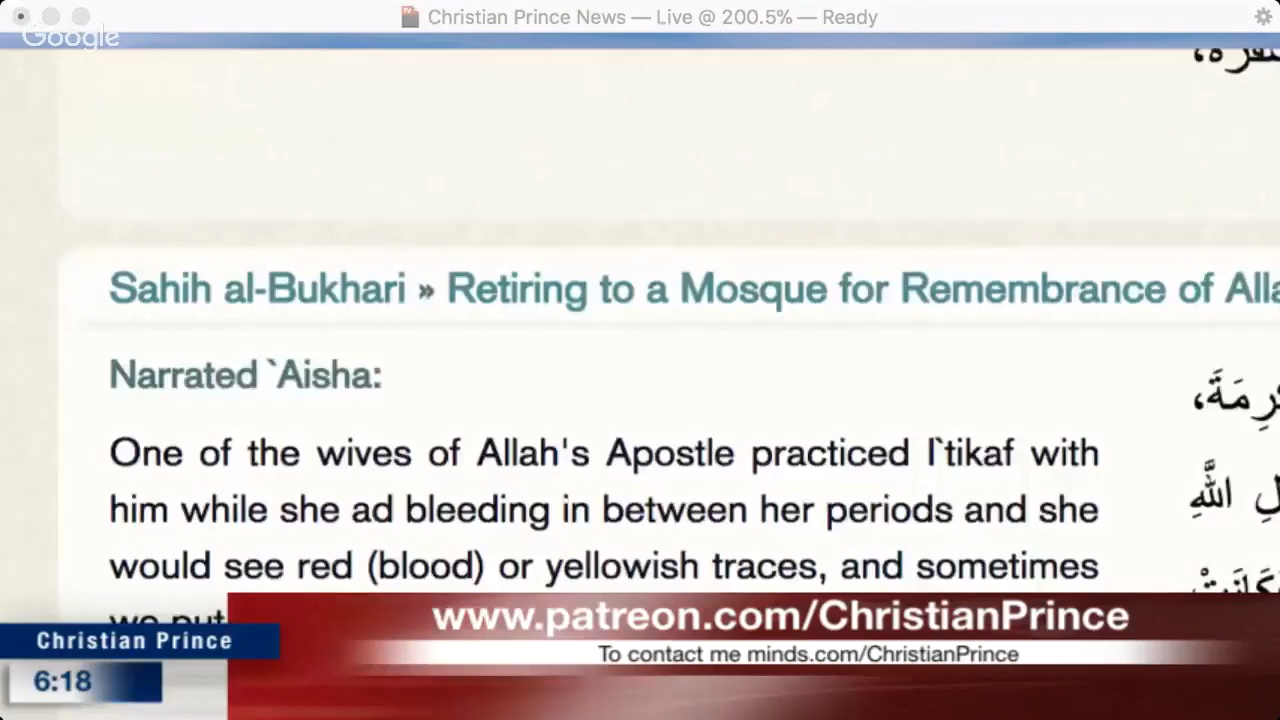 Christian Prince News — Live @ 200.5% — Ready
Google
Sahih al-Bukhari » Retiring to a Mosque for Remembrance of Alla
Narrated `Aisha:
One of the wives of Allah's Apostle practiced I`tikaf with
him while she ad bleeding in between her periods and she
would see red (blood) or yellowish traces, and sometimes
we put
اللَّهِ
www.patreon.com/ChristianPrince
To contact me minds.com/ChristianPrince
Christian Prince
6:18